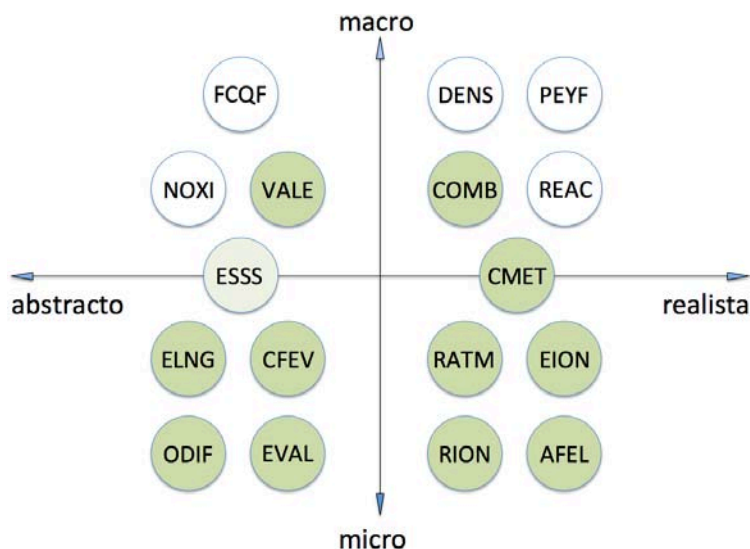 macro
FCQF DENS PEYF
NOXI VALE COMB REAC
ESSS CMET
abstracto realista
ELNG CFEV RATM EION
ODIF EVAL RION AFEL
micro